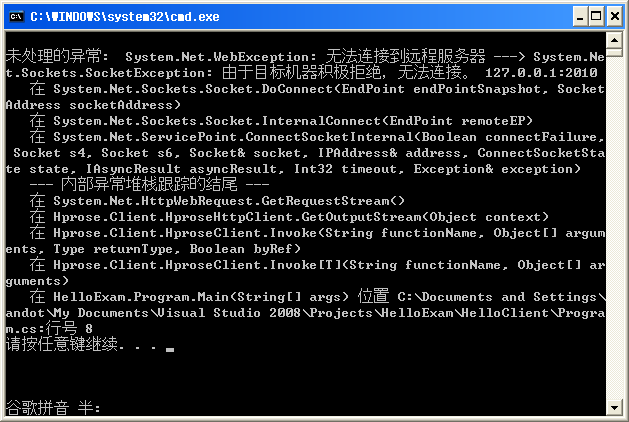 C:\WINDOWS\system32\cmd.exe
未处理的异常: System.Net.WebException: 无法连接到远程服务器 ---> System.Ne
t.Sockets.SocketException: 由于目标机器积极拒绝，无法连接。 127.0.0.1:2010
在 System.Net.Sockets.Socket.DoConnect(EndPoint endPointSnapshot, Socket
Address socketAddress)
在 System.Net.Sockets.Socket.InternalConnect(EndPoint remoteEP)
在 System.Net.ServicePoint.ConnectSocketInternal(Boolean connectFailure,
Socket s4, Socket s6, Socket& socket, IPAddress& address, ConnectSocketSta
te state, IAsyncResult asyncResult, Int32 timeout, Exception& exception)
--- 内部异常堆栈跟踪的结尾 ---
在 System.Net.HttpWebRequest.GetRequestStream()
在 Hprose.Client.HproseHttpClient.GetOutputStream(Object context)
在 Hprose.Client.HproseClient.Invoke(String functionName, Object[] argum
ents, Type returnType, Boolean byRef)
在 Hprose.Client.HproseClient.Invoke[T](String functionName, Object[] ar
guments)
在 HelloExam.Program.Main(String[] args) 位置 C:\Documents and Settings\
andot\My Documents\Visual Studio 2008\Projects\HelloExam\HelloClient\Progra
m.cs:行号 8
请按任意键继续. . .
谷歌拼音 半: